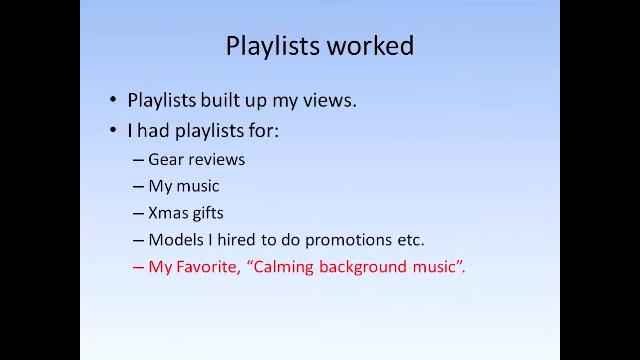 Playlists worked
• Playlists built up my views.
• I had playlists for:
– Gear reviews
– My music
– Xmas gifts
– Models I hired to do promotions etc.
– My Favorite, “Calming background music”.